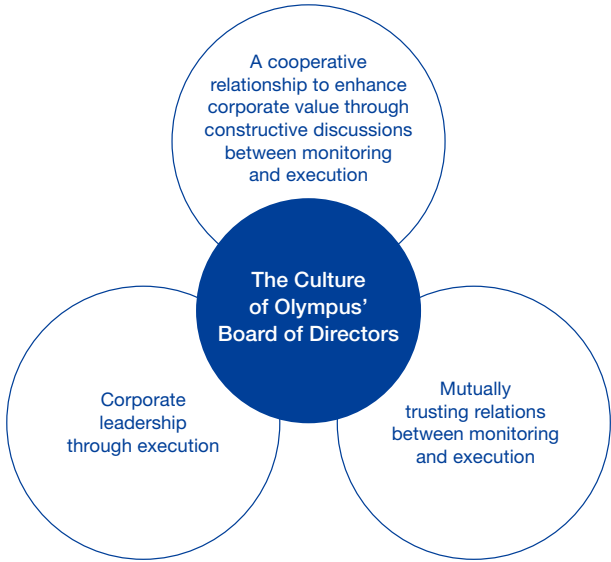 A cooperative
relationship to enhance
corporate value through
constructive discussions
between monitoring
and execution
The Culture
of Olympus’
Board of Directors
Corporate
leadership
through execution
Mutually
trusting relations
between monitoring
and execution